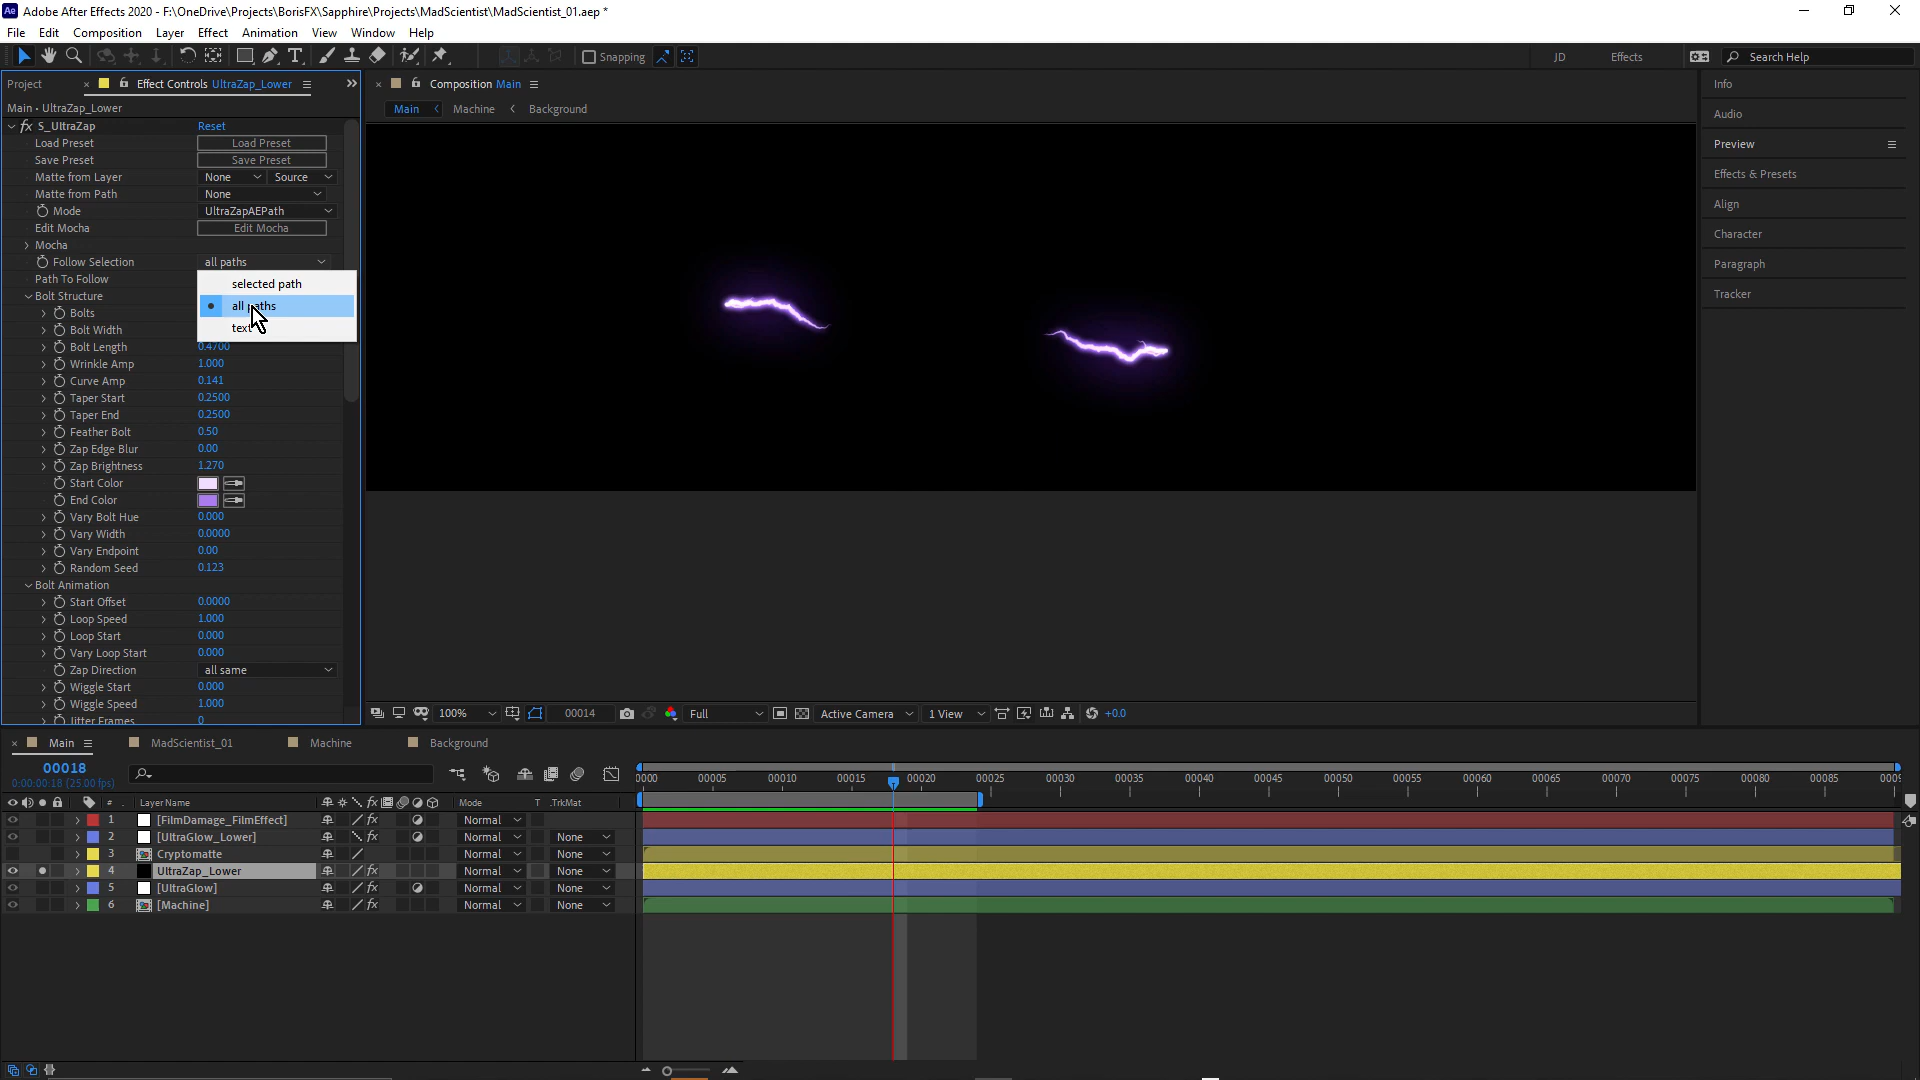 Adobe After Effects 2020 - F:\OneDrive\Projects\BorisFX\Sapphire\Projects\MadScientist\MadScientist_01.aep *
File Edit Composition Layer Effect Animation View Window Help
Snapping JD Effects Search Help
Project Effect Controls UltraZap_Lower
Composition Main
Main • UltraZap_Lower
Main Machine Background
S_UltraZap Reset
Load Preset Load Preset
Save Preset Save Preset
Matte from Layer None Source
Matte from Path None
Mode UltraZapAEPath
Edit Mocha Edit Mocha
Mocha
Follow Selection all paths
Path To Follow
selected path
all paths
text
Bolt Structure
Bolts
Bolt Width
Bolt Length 0.4700
Wrinkle Amp 1.000
Curve Amp 0.141
Taper Start 0.2500
Taper End 0.2500
Feather Bolt 0.50
Zap Edge Blur 0.00
Zap Brightness 1.270
Start Color
End Color
Vary Bolt Hue 0.000
Vary Width 0.0000
Vary Endpoint 0.00
Random Seed 0.123
Bolt Animation
Start Offset 0.0000
Loop Speed 1.000
Loop Start 0.000
Vary Loop Start 0.000
Zap Direction all same
Wiggle Start 0.000
Wiggle Speed 1.000
Jitter Frames 0
Info
Audio
Preview
Effects & Presets
Align
Character
Paragraph
Tracker
100% 00014 Full Active Camera 1 View +0.0
Main MadScientist_01 Machine Background
00018
0:00:00:18 (25.00 fps)
0000 00005 00010 00015 00020 00025 00030 00035 00040 00045 00050 00055 00060 00065 00070 00075 00080 00085 0009
# Layer Name Mode T .TrkMat
1 [FilmDamage_FilmEffect] Normal
2 [UltraGlow_Lower] Normal None
3 Cryptomatte Normal None
4 UltraZap_Lower Normal None
5 [UltraGlow] Normal None
6 [Machine] Normal None